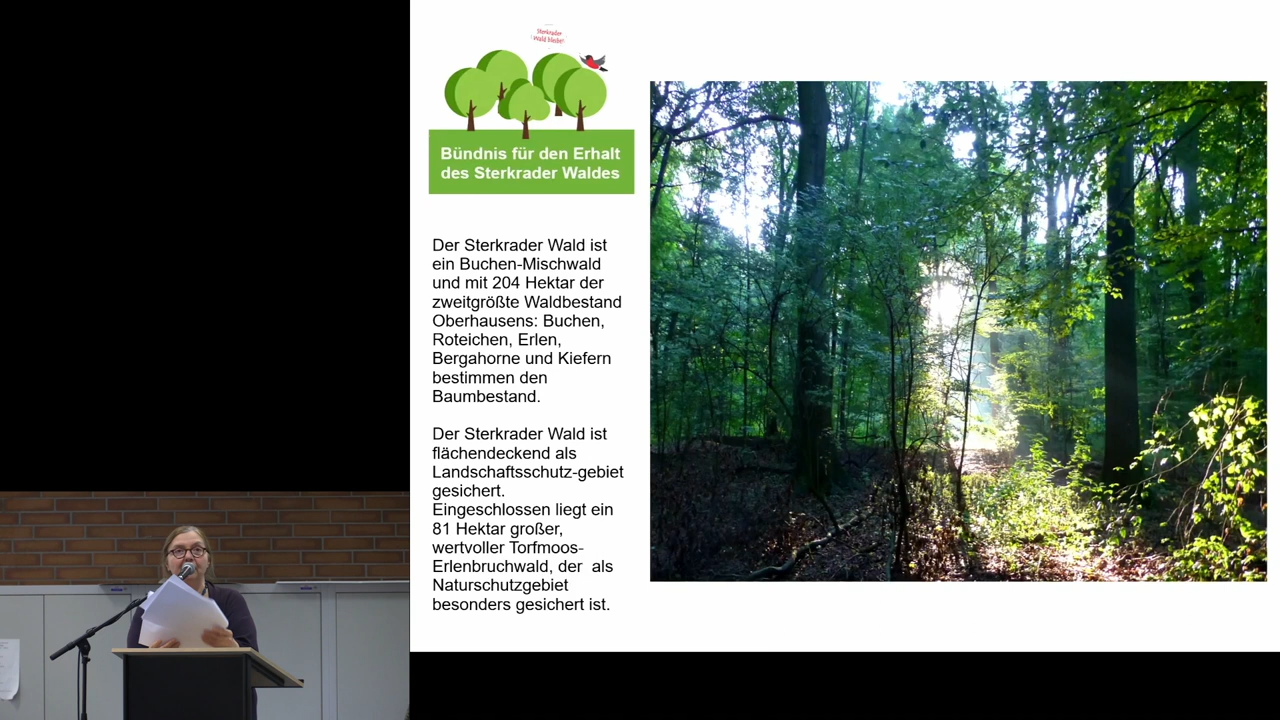 Sterkrader
Wald bleibt!
Bündnis für den Erhalt
des Sterkrader Waldes
Der Sterkrader Wald ist
ein Buchen-Mischwald
und mit 204 Hektar der
zweitgrößte Waldbestand
Oberhausens: Buchen,
Roteichen, Erlen,
Bergahorne und Kiefern
bestimmen den
Baumbestand.
Der Sterkrader Wald ist
flächendeckend als
Landschaftsschutz-gebiet
gesichert.
Eingeschlossen liegt ein
81 Hektar großer,
wertvoller Torfmoos-
Erlenbruchwald, der als
Naturschutzgebiet
besonders gesichert ist.